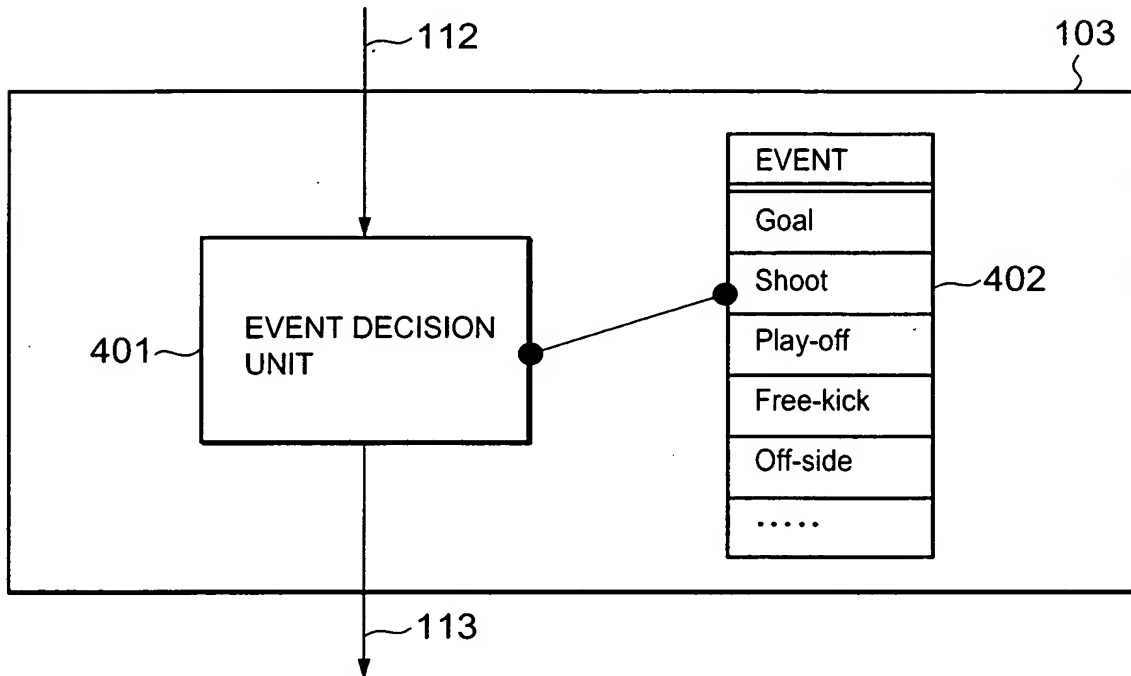 112
103
EVENT
Goal
Shoot
402
Play-off
Free-kick
Off-side
.....
401
EVENT DECISION
UNIT
113